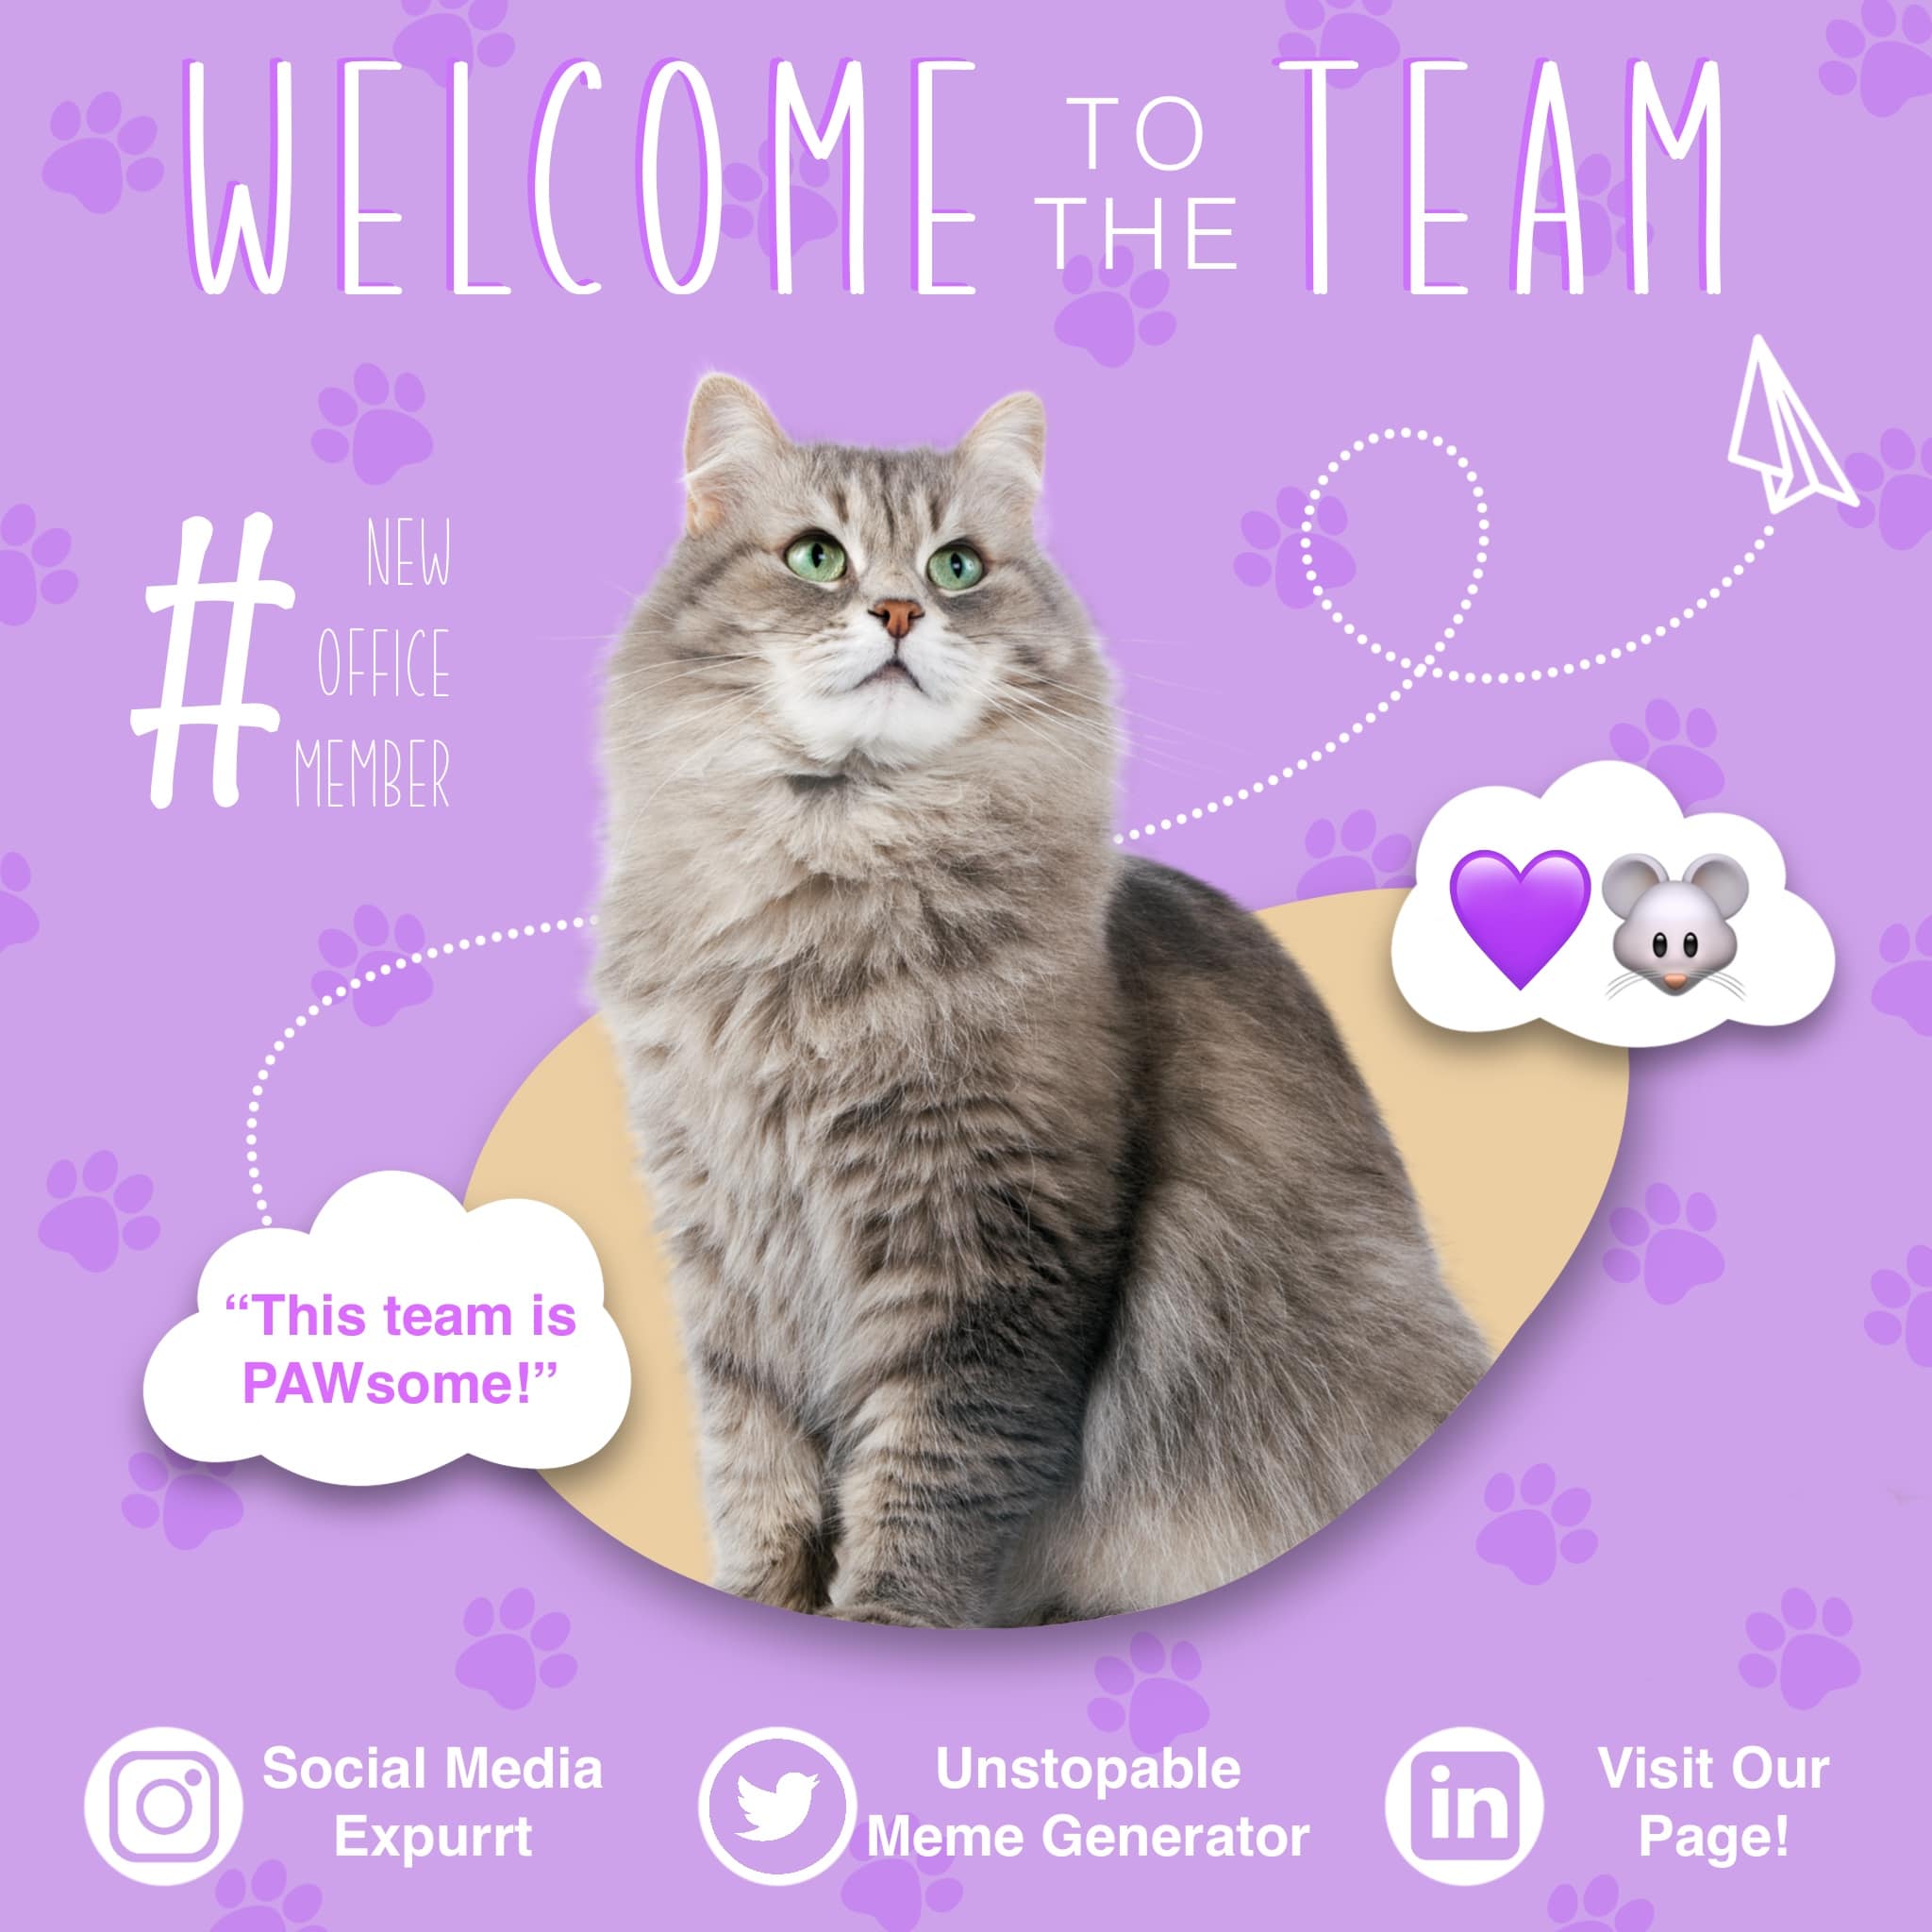 WELCOME TO THE TEAM
#
NEW
OFFICE
MEMBER
“This team is
PAWsome!”
Social Media
Expurrt
Unstopable
Meme Generator
in
Visit Our
Page!